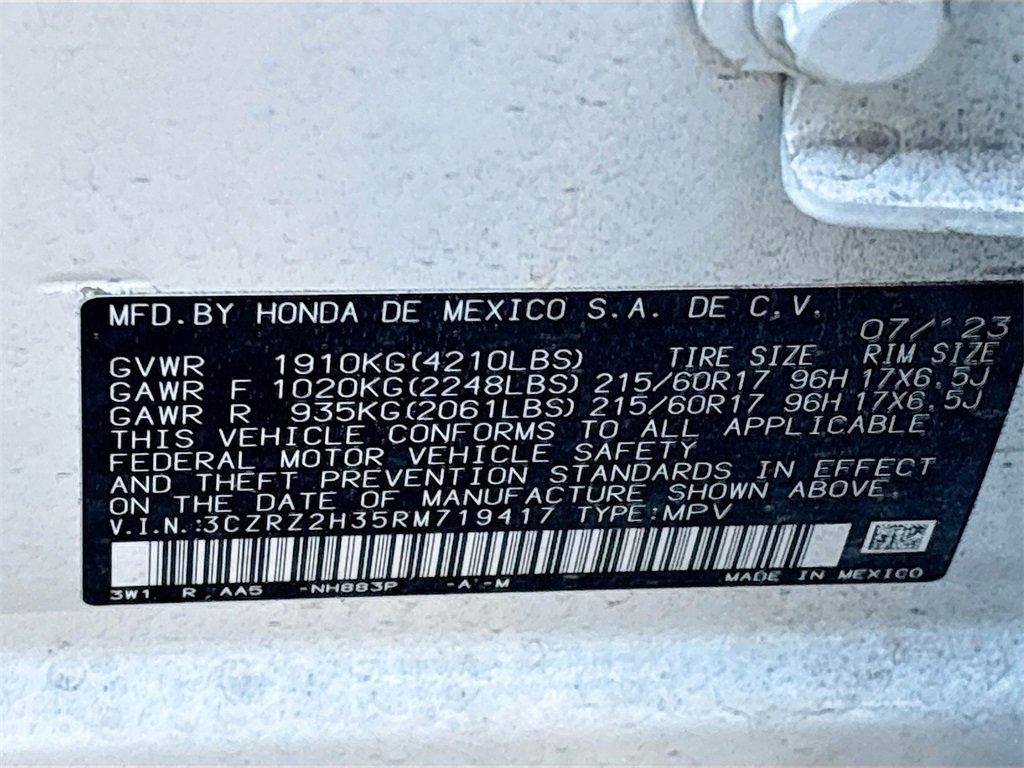 MFD.BY HONDA DE MEXICO S.A. DE C.V.
07/'23
GVWR 1910KG(4210LBS) TIRE SIZE RIM SIZE
GAWR F 1020KG(2248LBS) 215/60R17 96H 17X6.5J
GAWR R 935KG(2061LBS) 215/60R17 96H 17X6.5J
THIS VEHICLE CONFORMS TO ALL APPLICABLE
FEDERAL MOTOR VEHICLE SAFETY
AND THEFT PREVENTION STANDARDS IN EFFECT
ON THE DATE OF MANUFACTURE SHOWN ABOVE.
V.I.N.:3CZRZ2H35RM719417 TYPE:MPV
3W1 R AA5 -NH883P -A -M MADE IN MEXICO